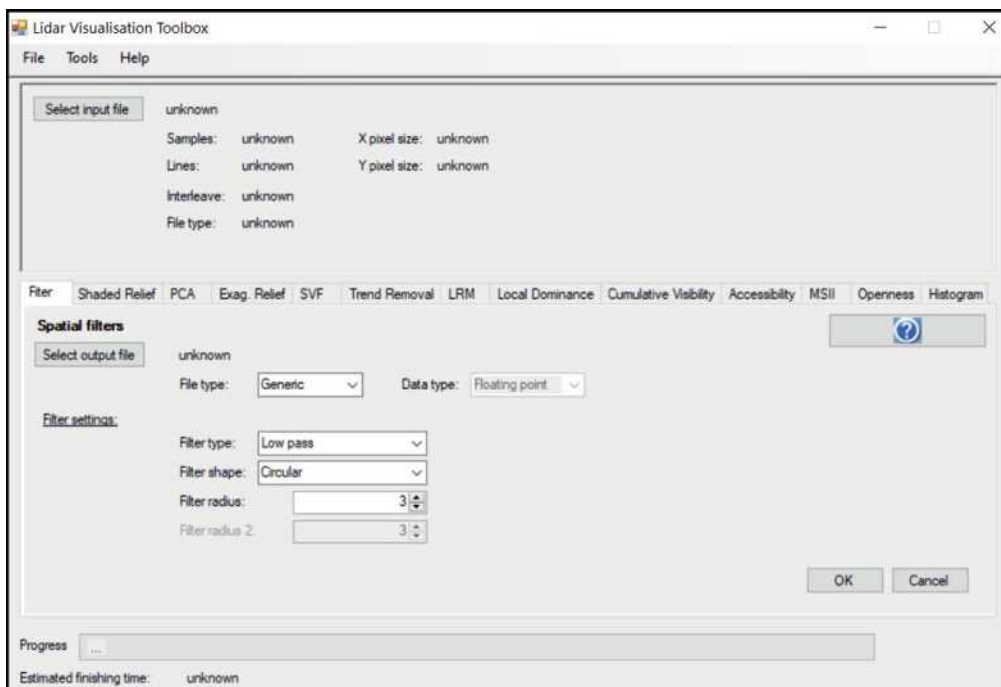 Lidar Visualisation Toolbox
File Tools Help
Select input file unknown
Samples: unknown X pixel size: unknown
Lines: unknown Y pixel size: unknown
Interleave: unknown
File type: unknown
Fiter Shaded Relief PCA Exag. Relief SVF Trend Removal LRM Local Dominance Cumulative Visibility Accessibility MSII Openness Histogram
Spatial filters
?
Select output file unknown
File type: Generic Data type: Floating point
Filter settings:
Filter type: Low pass
Filter shape: Circular
Filter radius: 3
Filter radius 2: 3
OK Cancel
Progress ...
Estimated finishing time: unknown